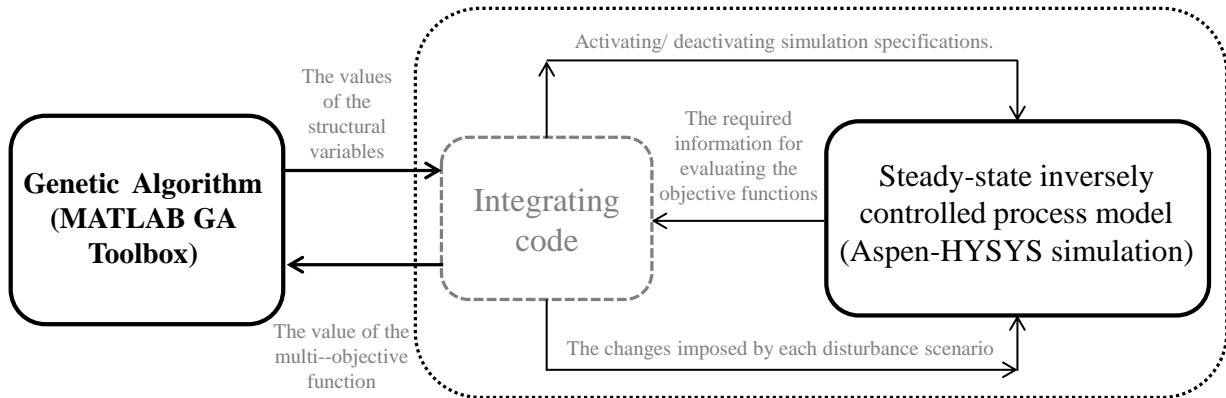 Activating/ deactivating simulation specifications.
The values
of the
structural
variables
Genetic Algorithm
(MATLAB GA
Toolbox)
Integrating
code
The required
information for
evaluating the
objective functions
Steady-state inversely
controlled process model
(Aspen-HYSYS simulation)
The value of the
multi--objective
function
The changes imposed by each disturbance scenario